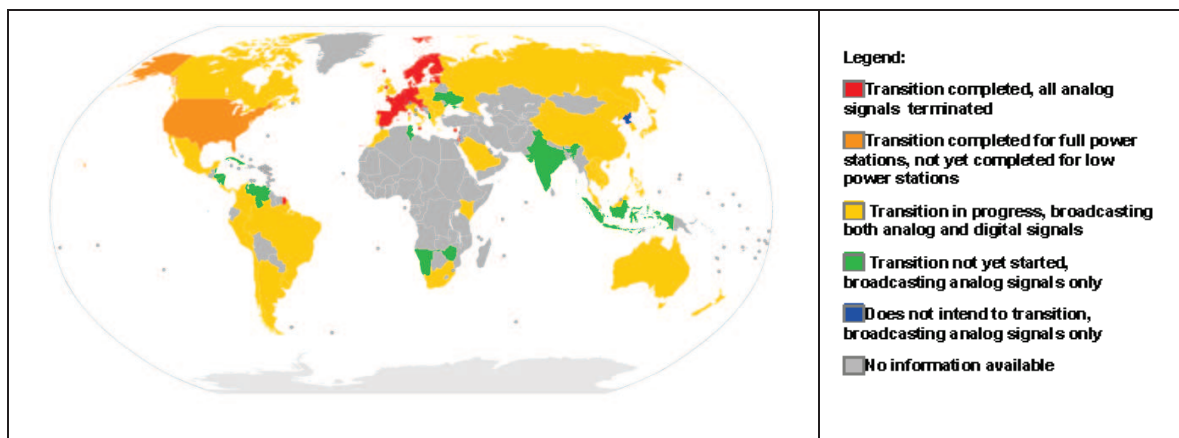 Legend:
Transition completed, all analog
signals terminated
Transition completed for full power
stations, not yet completed for low
power stations
Transition in progress, broadcasting
both analog and digital signals
Transition not yet started,
broadcasting analog signals only
Does not intend to transition,
broadcasting analog signals only
No information available